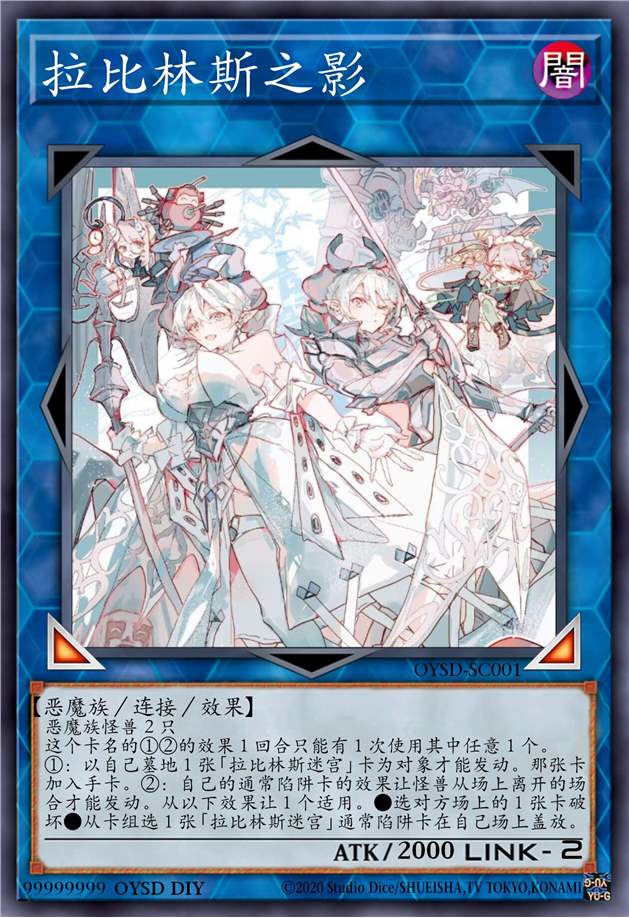 拉比林斯之影
闇
OYSD-SC001
【恶魔族／连接／效果】
恶魔族怪兽２只
这个卡名的①②的效果１回合只能有１次使用其中任意１个。
①：以自己墓地１张「拉比林斯迷宫」卡为对象才能发动。那张卡
加入手卡。②：自己的通常陷阱卡的效果让怪兽从场上离开的场
合才能发动。从以下效果让１个适用。●选对方场上的１张卡破
坏●从卡组选１张「拉比林斯迷宫」通常陷阱卡在自己场上盖放。
ATK/2000 LINK-2
99999999 OYSD DIY ©2020 Studio Dice/SHUEISHA,TV TOKYO,KONAMI